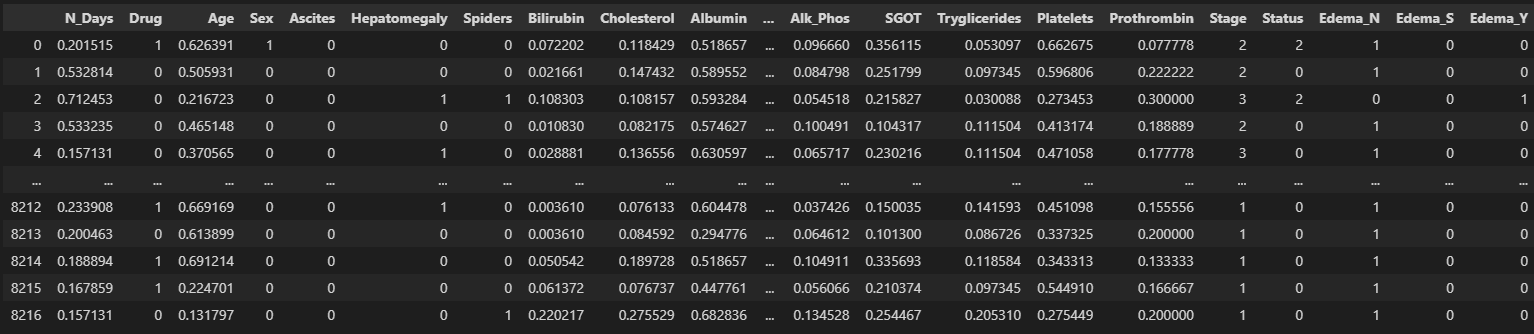 N_Days Drug Age Sex Ascites Hepatomegaly Spiders Bilirubin Cholesterol Albumin ... Alk_Phos SGOT Tryglicerides Platelets Prothrombin Stage Status Edema_N Edema_S Edema_Y
0 0.201515 1 0.626391 1 0 0 0 0.072202 0.118429 0.518657 ... 0.096660 0.356115 0.053097 0.662675 0.077778 2 2 1 0 0
1 0.532814 0 0.505931 0 0 0 0 0.021661 0.147432 0.589552 ... 0.084798 0.251799 0.097345 0.596806 0.222222 2 0 1 0 0
2 0.712453 0 0.216723 0 0 1 1 0.108303 0.108157 0.593284 ... 0.054518 0.215827 0.030088 0.273453 0.300000 3 2 0 0 1
3 0.533235 0 0.465148 0 0 0 0 0.010830 0.082175 0.574627 ... 0.100491 0.104317 0.111504 0.413174 0.188889 2 0 1 0 0
4 0.157131 0 0.370565 0 0 1 0 0.028881 0.136556 0.630597 ... 0.065717 0.230216 0.111504 0.471058 0.177778 3 0 1 0 0
... ... ... ... ... ... ... ... ... ... ... ... ... ... ... ... ... ... ... ... ... ...
8212 0.233908 1 0.669169 0 0 1 0 0.003610 0.076133 0.604478 ... 0.037426 0.150035 0.141593 0.451098 0.155556 1 0 1 0 0
8213 0.200463 0 0.613899 0 0 0 0 0.003610 0.084592 0.294776 ... 0.064612 0.101300 0.086726 0.337325 0.200000 1 0 1 0 0
8214 0.188894 1 0.691214 0 0 0 0 0.050542 0.189728 0.518657 ... 0.104911 0.335693 0.118584 0.343313 0.133333 1 0 1 0 0
8215 0.167859 1 0.224701 0 0 0 0 0.061372 0.076737 0.447761 ... 0.056066 0.210374 0.097345 0.544910 0.166667 1 0 1 0 0
8216 0.157131 0 0.131797 0 0 0 1 0.220217 0.275529 0.682836 ... 0.134528 0.254467 0.205310 0.275449 0.200000 1 0 1 0 0